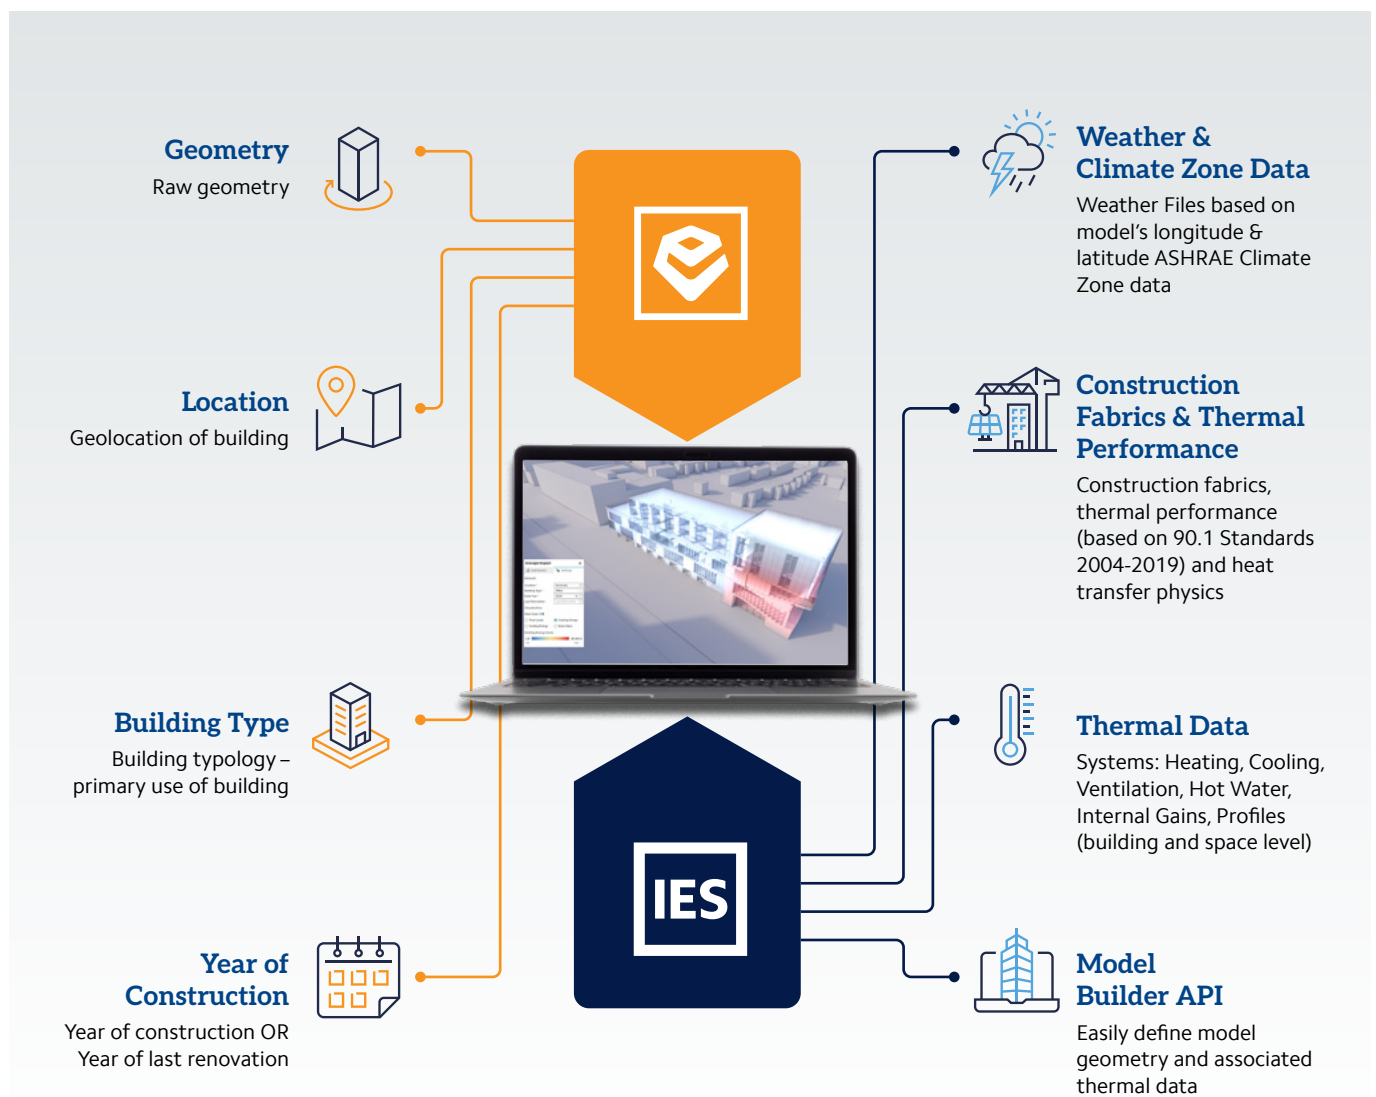 Geometry
Raw geometry
Location
Geolocation of building
Building Type
Building typology –
primary use of building
Year of
Construction
Year of construction OR
Year of last renovation
IES
Weather &
Climate Zone Data
Weather Files based on
model’s longitude &
latitude ASHRAE Climate
Zone data
Construction
Fabrics & Thermal
Performance
Construction fabrics,
thermal performance
(based on 90.1 Standards
2004-2019) and heat
transfer physics
Thermal Data
Systems: Heating, Cooling,
Ventilation, Hot Water,
Internal Gains, Profiles
(building and space level)
Model
Builder API
Easily define model
geometry and associated
thermal data